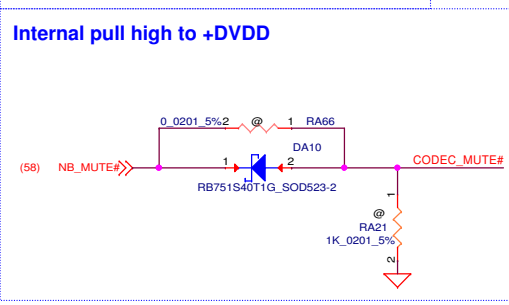 Internal pull high to +DVDD
0_0201_5% 2 @ 1 RA66
DA10
(58) NB_MUTE# 1 2 CODEC_MUTE#
RB751S40T1G_SOD523-2
1
@
RA21
1K_0201_5%
2